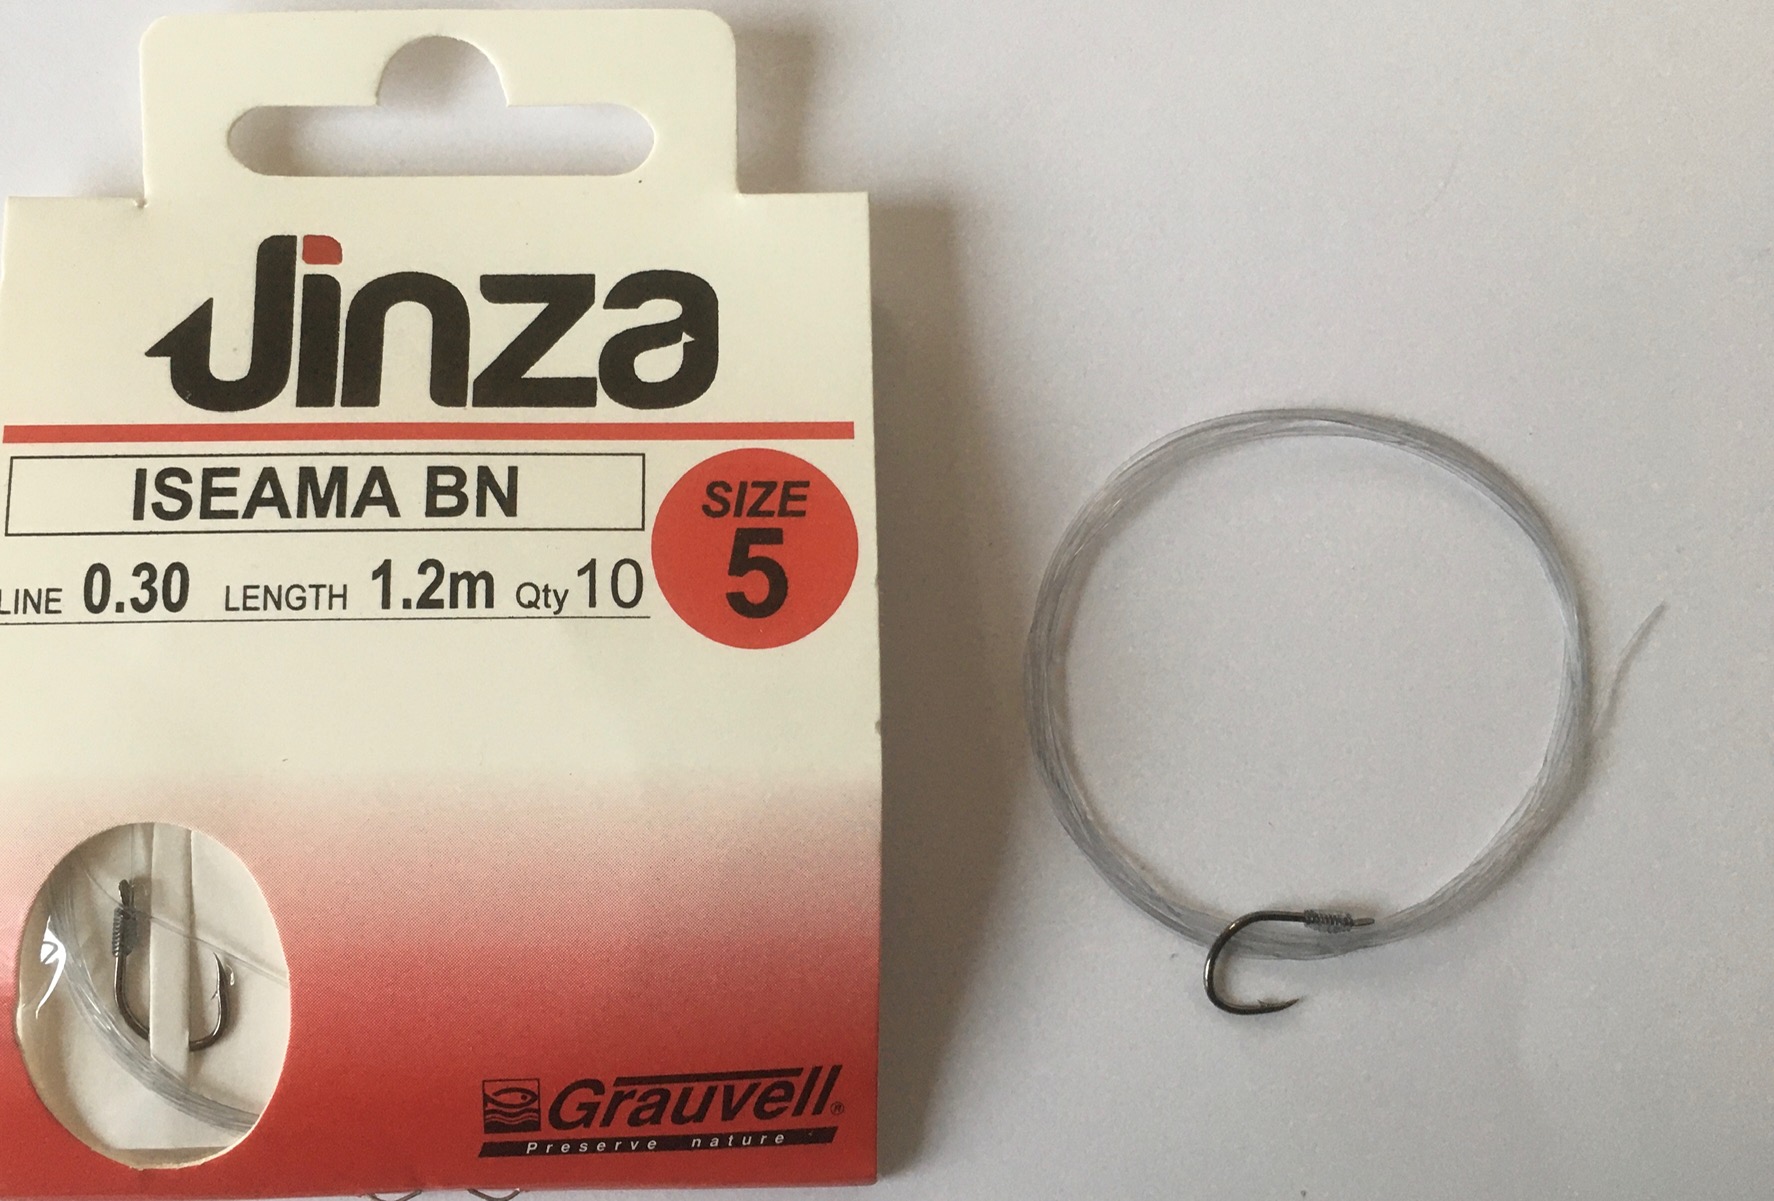 Jinza
ISEAMA BN
SIZE
5
LINE 0.30 LENGTH 1.2m Qty 10
Grauvell®
Preserve nature